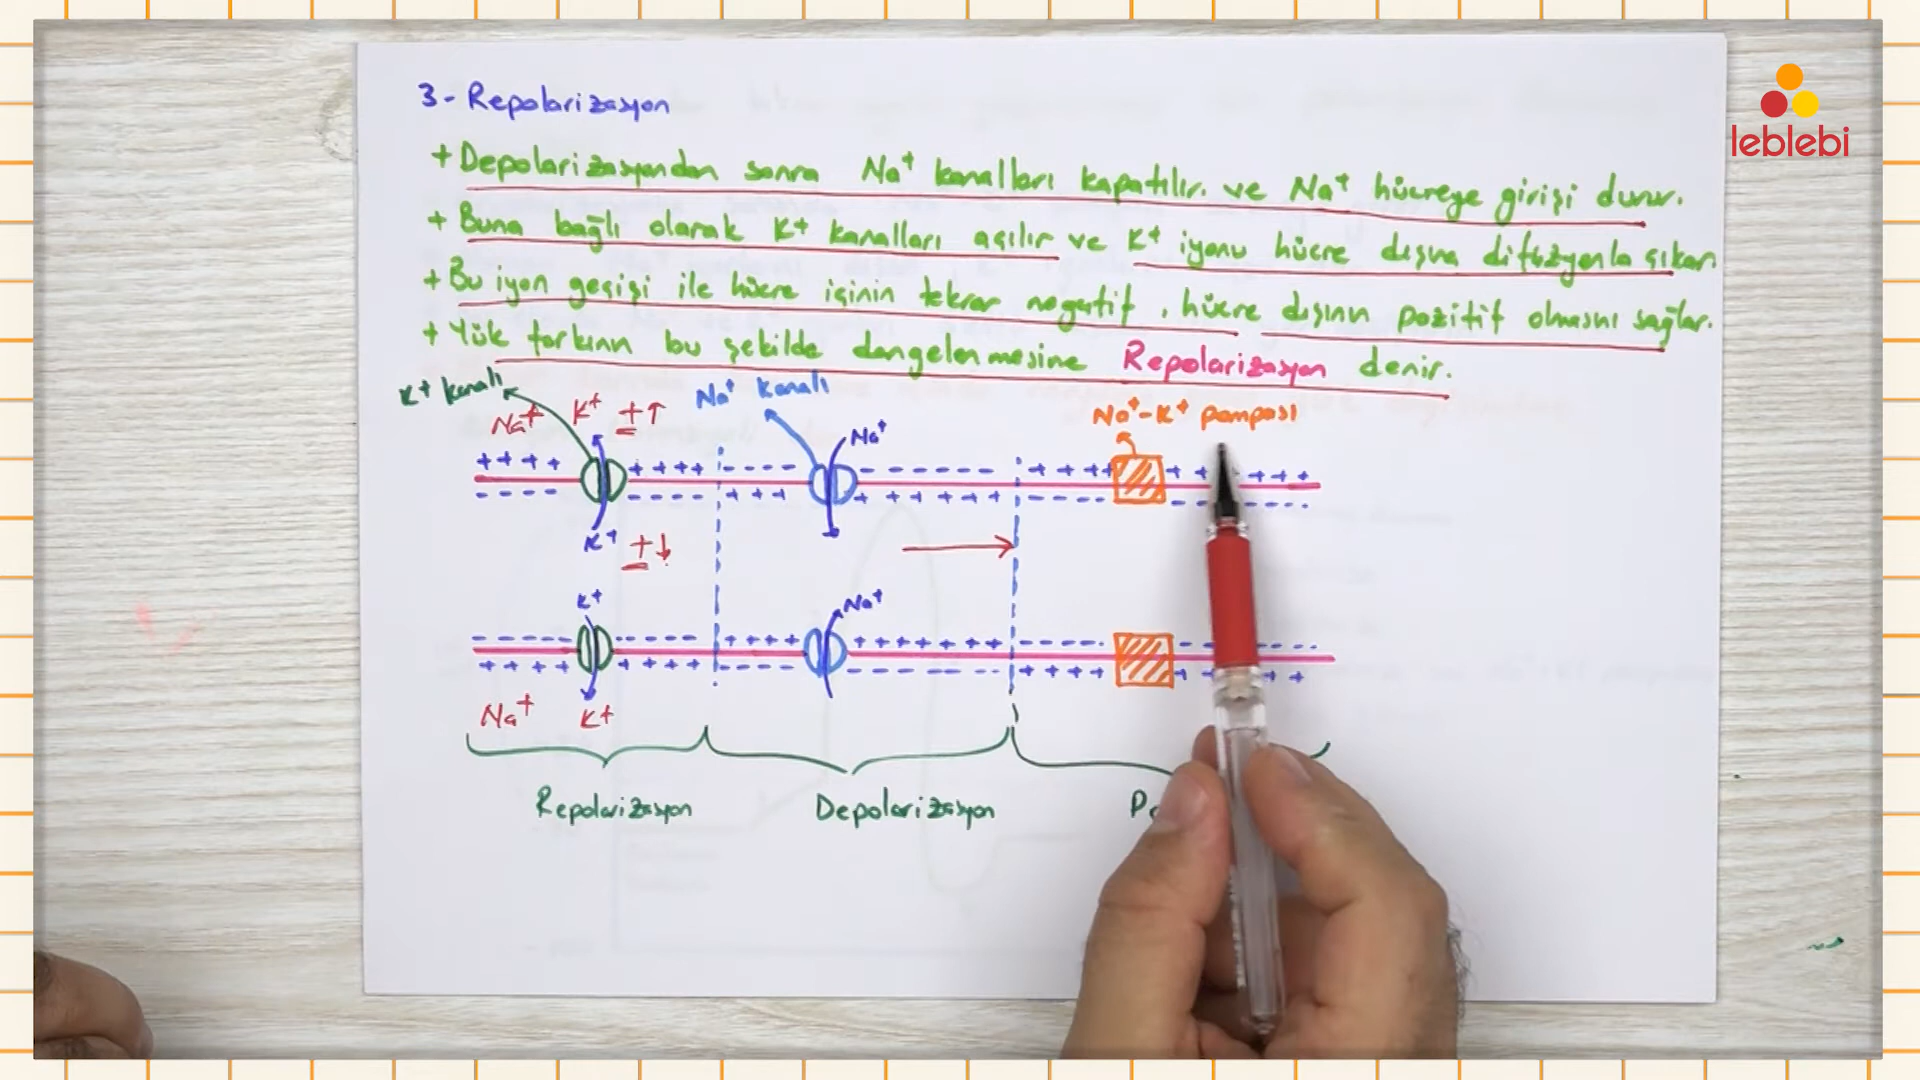 3- Repolarizasyon
+ Depolarizasyondan sonra Na+ kanalları kapatılır. ve Na+ hücreye girişi durur.
+ Buna bağlı olarak K+ kanalları açılır ve K+ iyonu hücre dışına difüzyonla çıkar.
+ Bu iyon geçişi ile hücre içinin tekrar negatif, hücre dışının pozitif olmasını sağlar.
+ Yük farkının bu şekilde dengelenmesine Repolarizasyon denir.
K+ kanalı
Na+ K+ +↑
Na+ kanalı
Na+-K+ pompası
Na+
++++ ++++ ---- ------- ++++ + + +++
---- ----- +++ ++++++ ---- ----
K+ +↓
K+ Na+
----- ----- ++++ +++++++ ----- -- ---
++++ ++++ ---- ------ ++++ + + ++
Na+ K+
Repolarizasyon Depolarizasyon
leblebi